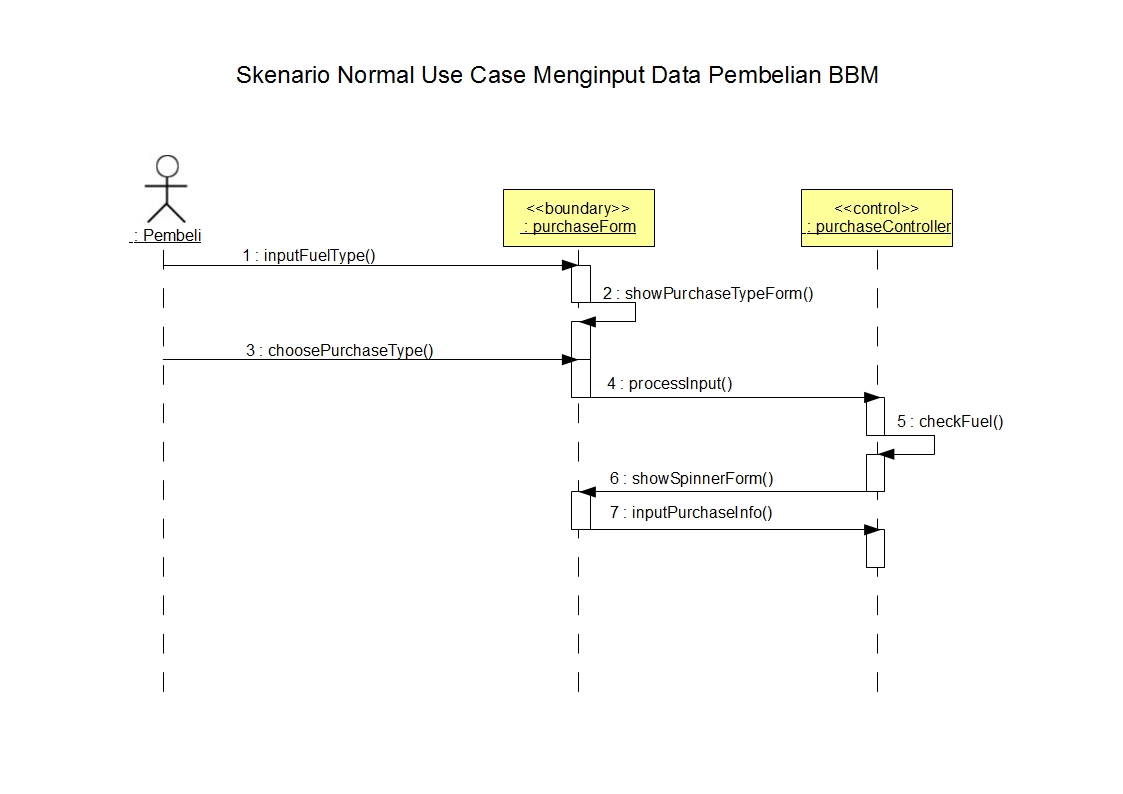 Skenario Normal Use Case Menginput Data Pembelian BBM
: Pembeli
<<boundary>>
: purchaseForm
<<control>>
: purchaseController
1 : inputFuelType()
2 : showPurchaseTypeForm()
3 : choosePurchaseType()
4 : processInput()
5 : checkFuel()
6 : showSpinnerForm()
7 : inputPurchaseInfo()